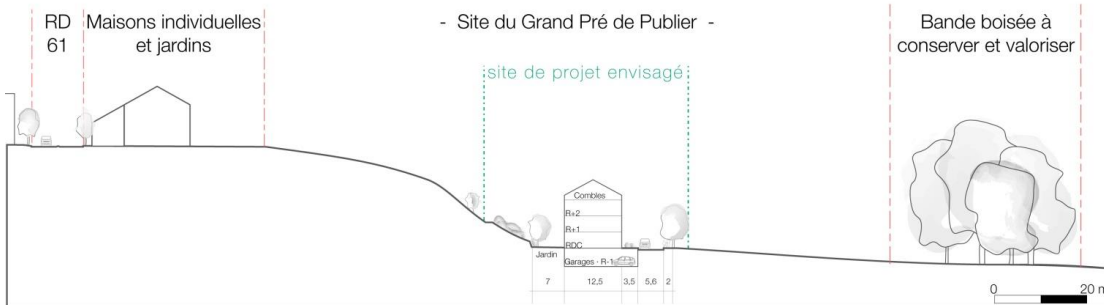 RD
61
Maisons individuelles
et jardins
- Site du Grand Pré de Publier -
Bande boisée à
conserver et valoriser
site de projet envisagé
Combles
R+2
R+1
RDC
Jardin
Garages - R-1
7
12,5
3,5
5,6
2
0
20 m